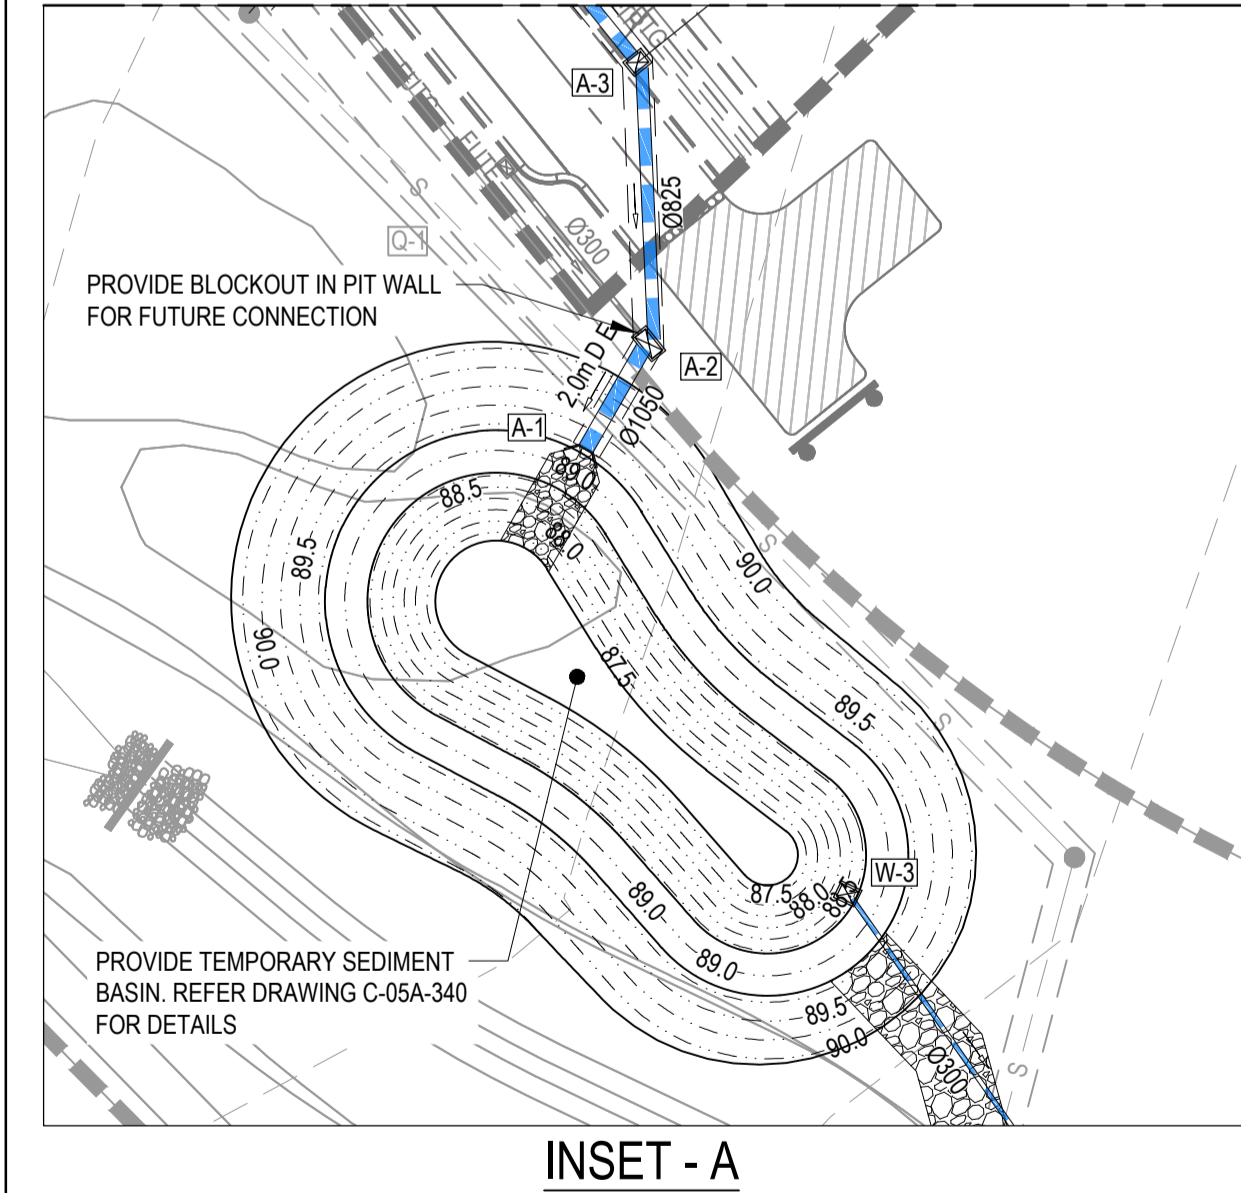 A-3
Ø825
S
Ø300
Q-1
PROVIDE BLOCKOUT IN PIT WALL
FOR FUTURE CONNECTION
2.0m D E
A-2
Ø1050
A-1
89.0
88.5
88.0
89.5
S
90.0
90.0
87.5
89.5
S
W-3
87.5
88.0
89.0
89.0
PROVIDE TEMPORARY SEDIMENT
BASIN. REFER DRAWING C-05A-340
FOR DETAILS
89.5
90.0
Ø300
S
INSET - A